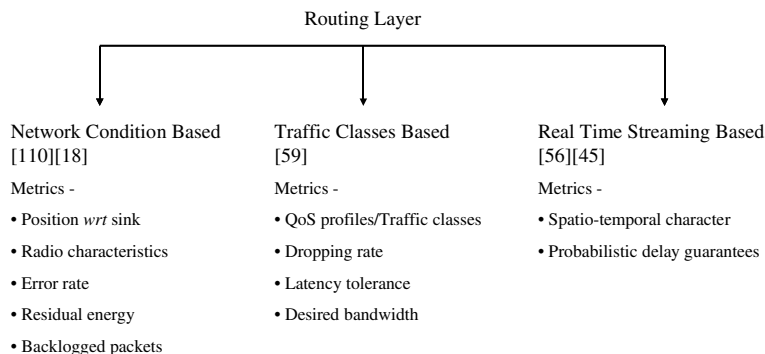 Routing Layer
Network Condition Based
[110][18]
Metrics -
• Position wrt sink
• Radio characteristics
• Error rate
• Residual energy
• Backlogged packets
Traffic Classes Based
[59]
Metrics -
• QoS profiles/Traffic classes
• Dropping rate
• Latency tolerance
• Desired bandwidth
Real Time Streaming Based
[56][45]
Metrics -
• Spatio-temporal character
• Probabilistic delay guarantees